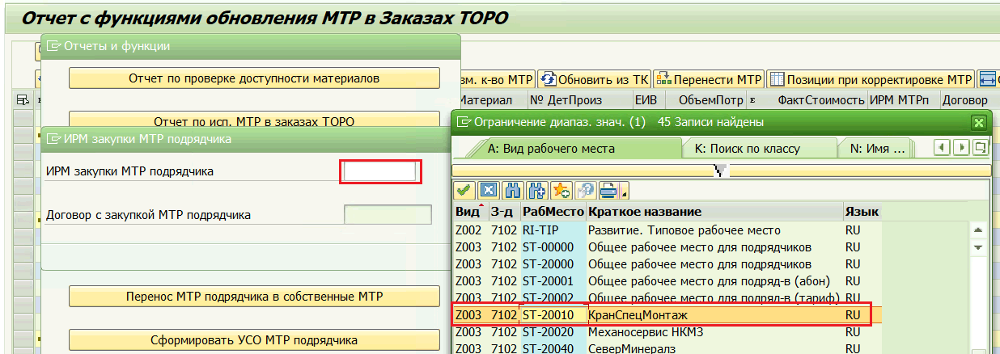 Отчет с функциями обновления МТР в Заказах ТОРО
Отчеты и функции
Отчет по проверке доступности материалов
зм. к-во МТР
Обновить из ТК
Перенести МТР
Позиции при корректировке МТР
Материал № ДетПроиз ЕИВ ОбъемПотр Σ ФактСтоимость ИРМ МТРп Договор
Отчет по исп. МТР в заказах ТОРО
ИРМ закупки МТР подрядчика
ИРМ закупки МТР подрядчика
Договор с закупкой МТР подрядчика
Перенос МТР подрядчика в собственные МТР
Сформировать УСО МТР подрядчика
Ограничение диапаз. знач. (1) 45 Записи найдены
A: Вид рабочего места
K: Поиск по классу
N: Имя ...
Вид З-д РабМесто Краткое название Язык
Z002 7102 RI-TIP Развитие. Типовое рабочее место RU
Z003 7102 ST-00000 Общее рабочее место для подрядчиков RU
Z003 7102 ST-20000 Общее рабочее место для подрядчиков RU
Z003 7102 ST-20001 Общее рабочее место для подряд-в (абон) RU
Z003 7102 ST-20002 Общее рабочее место для подряд-в (тариф) RU
Z003 7102 ST-20010 КранСпецМонтаж RU
Z003 7102 ST-20020 Механосервис НКМЗ RU
Z003 7102 ST-20040 СеверМинералз RU